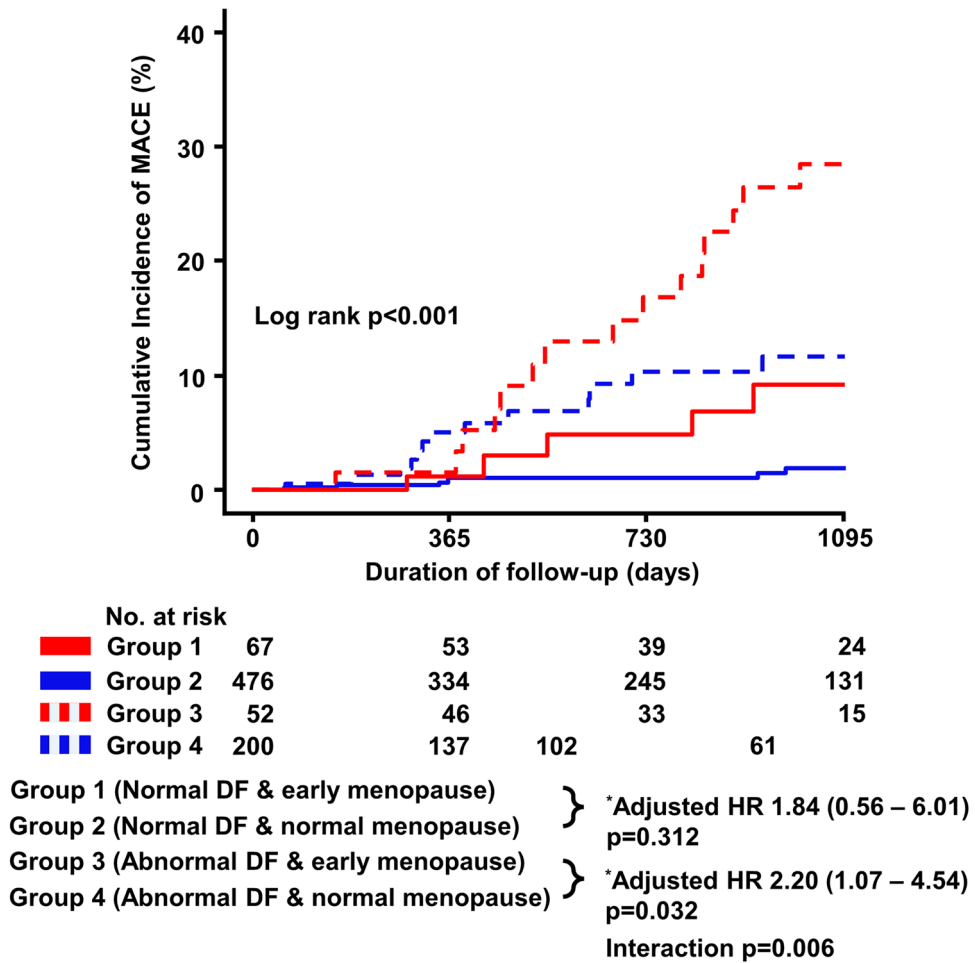 Cumulative Incidence of MACE (%)
40
30
20
10
0
Log rank p<0.001
0 365 730 1095
Duration of follow-up (days)
No. at risk
Group 1 67 53 39 24
Group 2 476 334 245 131
Group 3 52 46 33 15
Group 4 200 137 102 61
Group 1 (Normal DF & early menopause)
Group 2 (Normal DF & normal menopause)
} *Adjusted HR 1.84 (0.56 – 6.01)
p=0.312
Group 3 (Abnormal DF & early menopause)
Group 4 (Abnormal DF & normal menopause)
} *Adjusted HR 2.20 (1.07 – 4.54)
p=0.032
Interaction p=0.006